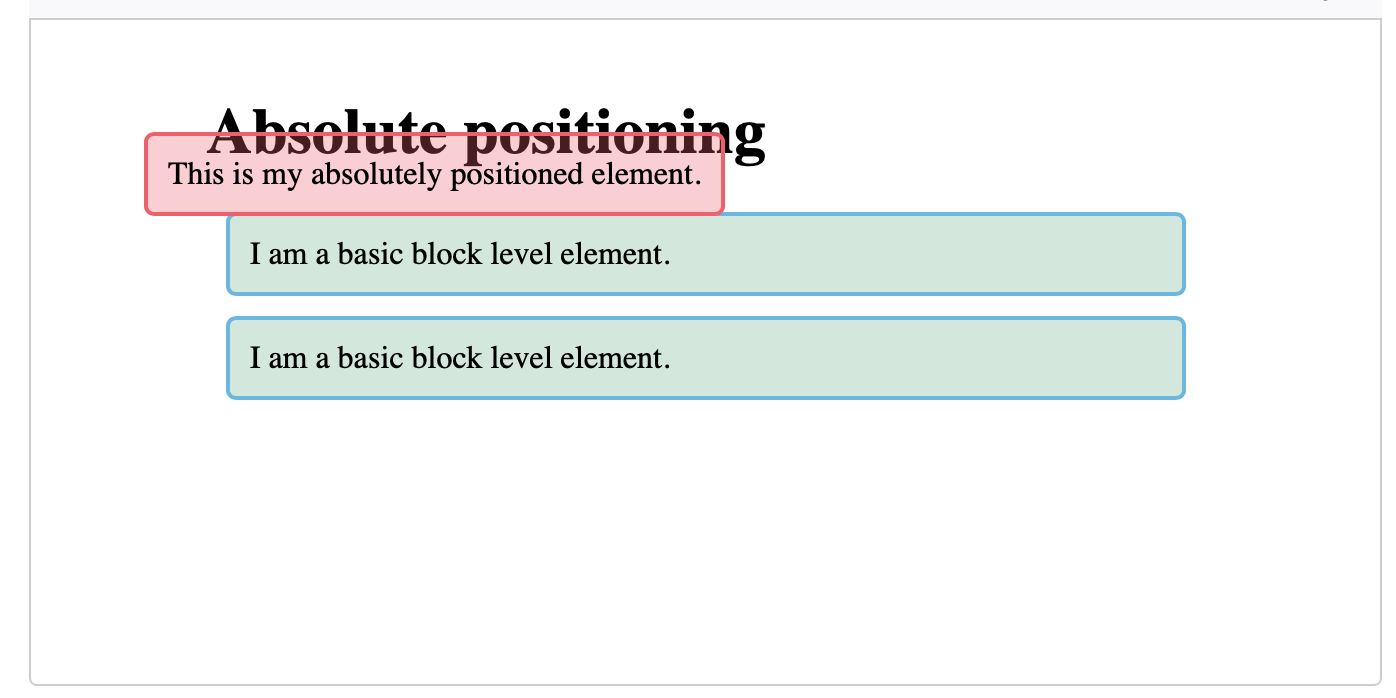 Absolute positioning
This is my absolutely positioned element.
I am a basic block level element.
I am a basic block level element.